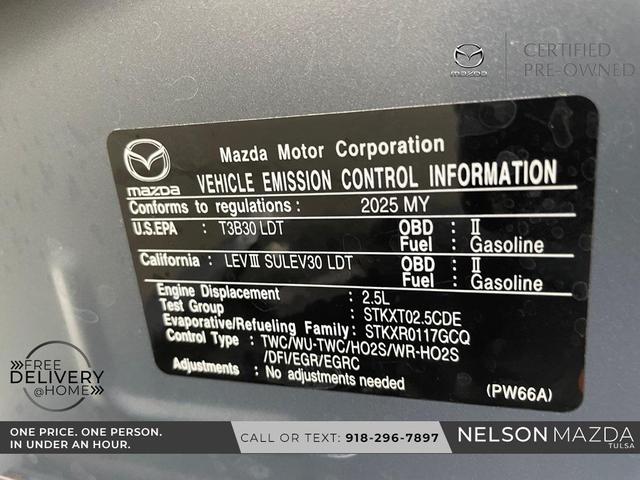 CERTIFIED
PRE-OWNED
mazda
Mazda Motor Corporation
mazda
VEHICLE EMISSION CONTROL INFORMATION
Conforms to regulations : 2025 MY
U.S.EPA : T3B30 LDT OBD : II
Fuel : Gasoline
California : LEVIII SULEV30 LDT OBD : II
Fuel : Gasoline
Engine Displacement : 2.5L
Test Group : STKXT02.5CDE
Evaporative/Refueling Family: STKXR0117GCQ
Control Type : TWC/WU-TWC/HO2S/WR-HO2S
/DFI/EGR/EGRC
Adjustments : No adjustments needed
(PW66A)
FREE
DELIVERY
@HOME
ONE PRICE. ONE PERSON.
IN UNDER AN HOUR.
CALL OR TEXT: 918-296-7897
NELSON MAZDA
TULSA